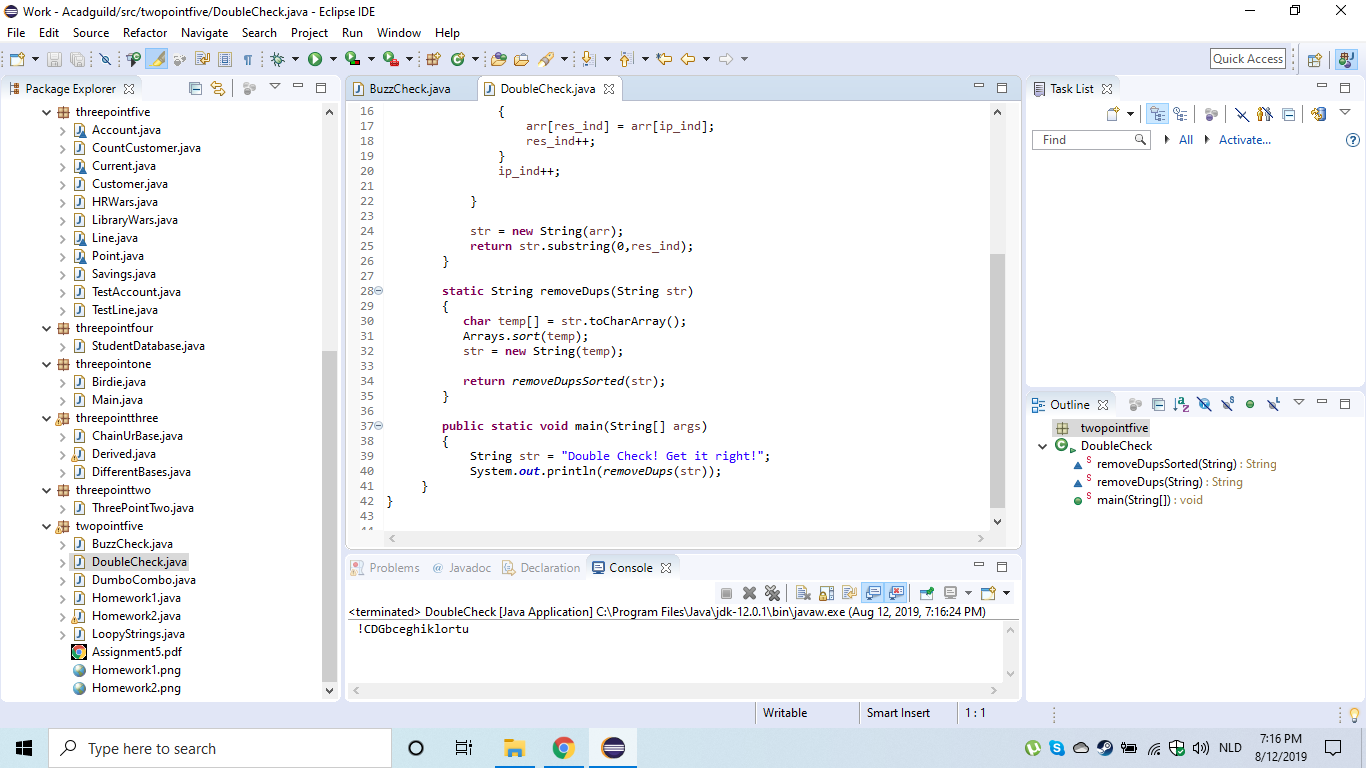 Work - Acadguild/src/twopointfive/DoubleCheck.java - Eclipse IDE
File Edit Source Refactor Navigate Search Project Run Window Help
Quick Access
Package Explorer
threepointfive
Account.java
CountCustomer.java
Current.java
Customer.java
HRWars.java
LibraryWars.java
Line.java
Point.java
Savings.java
TestAccount.java
TestLine.java
threepointfour
StudentDatabase.java
threepointone
Birdie.java
Main.java
threepointthree
ChainUrBase.java
Derived.java
DifferentBases.java
threepointtwo
ThreePointTwo.java
twopointfive
BuzzCheck.java
DoubleCheck.java
DumboCombo.java
Homework1.java
Homework2.java
LoopyStrings.java
Assignment5.pdf
Homework1.png
Homework2.png
BuzzCheck.java DoubleCheck.java
16 {
17 arr[res_ind] = arr[ip_ind];
18 res_ind++;
19 }
20 ip_ind++;
21
22 }
23
24 str = new String(arr);
25 return str.substring(0,res_ind);
26 }
27
28 static String removeDups(String str)
29 {
30 char temp[] = str.toCharArray();
31 Arrays.sort(temp);
32 str = new String(temp);
33
34 return removeDupsSorted(str);
35 }
36
37 public static void main(String[] args)
38 {
39 String str = "Double Check! Get it right!";
40 System.out.println(removeDups(str));
41 }
42 }
43
44
Problems @ Javadoc Declaration Console
<terminated> DoubleCheck [Java Application] C:\Program Files\Java\jdk-12.0.1\bin\javaw.exe (Aug 12, 2019, 7:16:24 PM)
!CDGbceghiklortu
Task List
Find All Activate...
Outline
twopointfive
DoubleCheck
removeDupsSorted(String) : String
removeDups(String) : String
main(String[]) : void
Writable Smart Insert 1 : 1
Type here to search
NLD
7:16 PM
8/12/2019